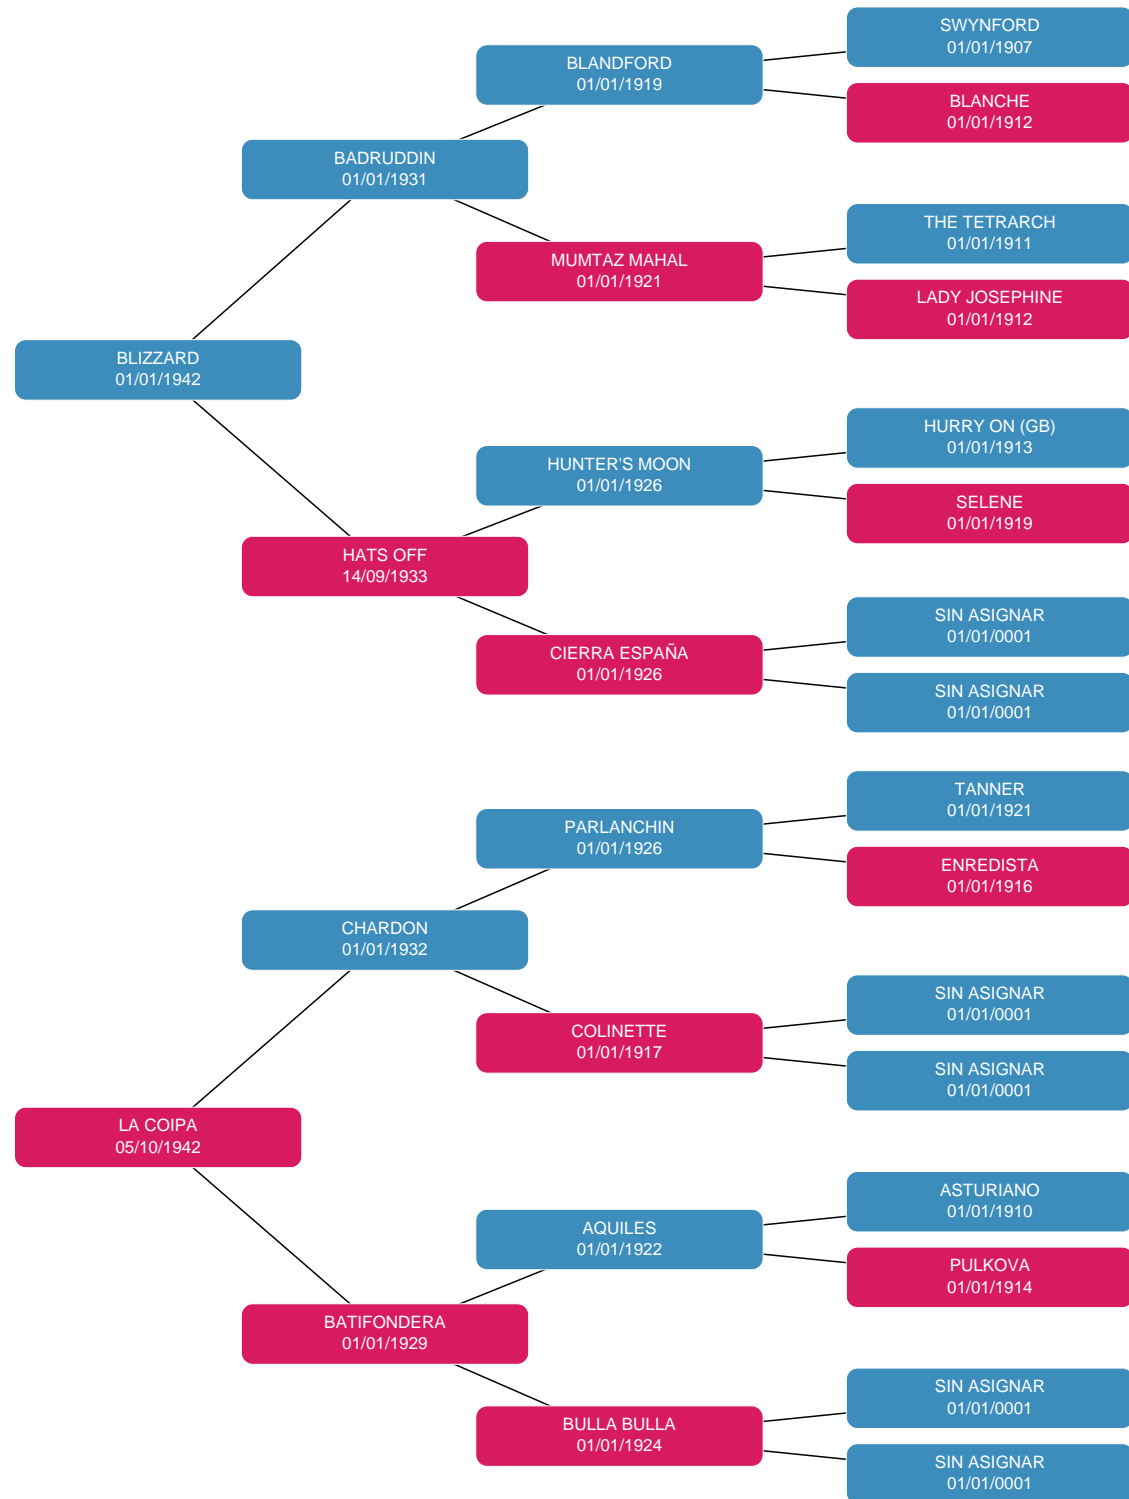 SWYNFORD
01/01/1907
BLANDFORD
01/01/1919
BLANCHE
01/01/1912
BADRUDDIN
01/01/1931
THE TETRARCH
01/01/1911
MUMTAZ MAHAL
01/01/1921
LADY JOSEPHINE
01/01/1912
BLIZZARD
01/01/1942
HURRY ON (GB)
01/01/1913
HUNTER'S MOON
01/01/1926
SELENE
01/01/1919
HATS OFF
14/09/1933
SIN ASIGNAR
01/01/0001
CIERRA ESPAÑA
01/01/1926
SIN ASIGNAR
01/01/0001
TANNER
01/01/1921
PARLANCHIN
01/01/1926
ENREDISTA
01/01/1916
CHARDON
01/01/1932
SIN ASIGNAR
01/01/0001
COLINETTE
01/01/1917
SIN ASIGNAR
01/01/0001
LA COIPA
05/10/1942
ASTURIANO
01/01/1910
AQUILES
01/01/1922
PULKOVA
01/01/1914
BATIFONDERA
01/01/1929
SIN ASIGNAR
01/01/0001
BULLA BULLA
01/01/1924
SIN ASIGNAR
01/01/0001